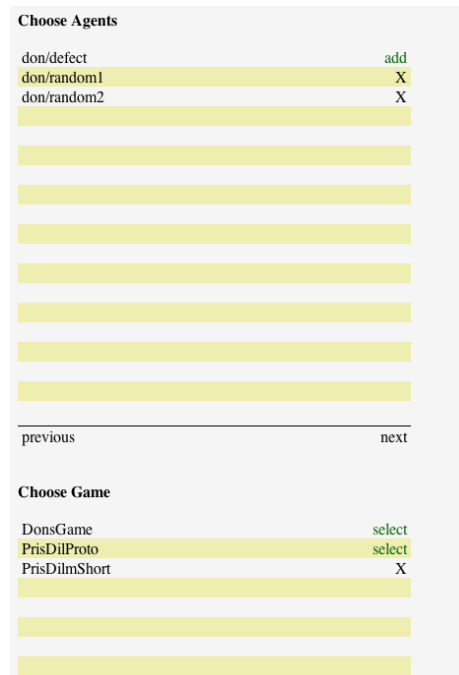 Choose Agents
don/defect add
don/random1 X
don/random2 X
previous next
Choose Game
DonsGame select
PrisDilProto select
PrisDilmShort X